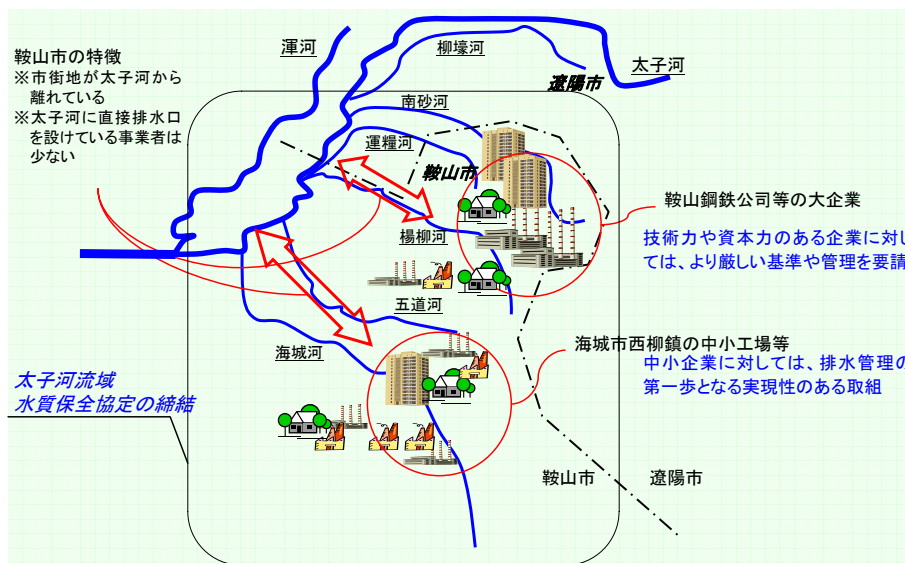 鞍山市の特徴
※市街地が太子河から
離れている
※太子河に直接排水口
を設けている事業者は
少ない
渾河
柳壕河
太子河
遼陽市
南砂河
運糧河
鞍山市
鞍山鋼鉄公司等の大企業
技術力や資本力のある企業に対し
ては、より厳しい基準や管理を要請
楊柳河
五道河
海城河
海城市西柳鎮の中小工場等
中小企業に対しては、排水管理の
第一歩となる実現性のある取組
太子河流域
水質保全協定の締結
鞍山市
遼陽市